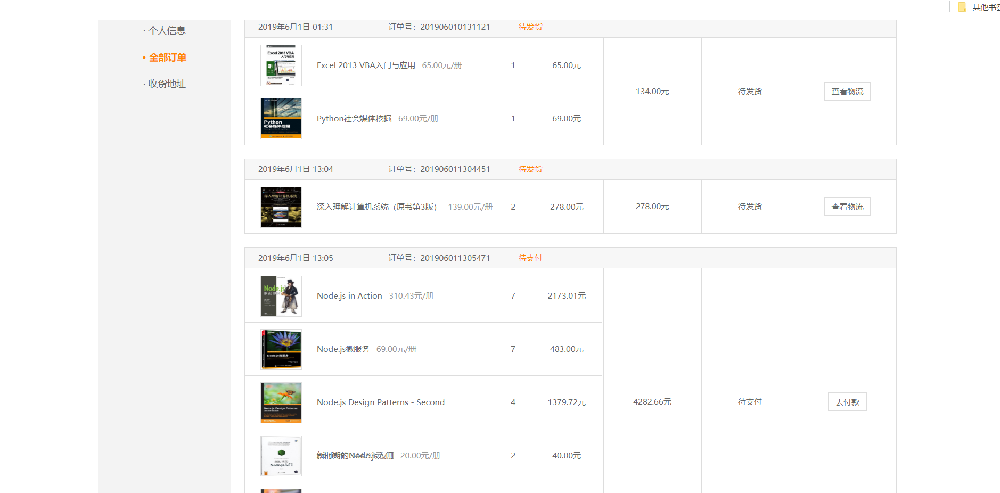 其他书签
· 个人信息
• 全部订单
· 收货地址
2019年6月1日 01:31 订单号：201906010131121 待发货
Excel 2013 VBA
入门与应用
Excel 2013 VBA入门与应用 65.00元/册 1 65.00元
Python
社会媒体挖掘
Python社会媒体挖掘 69.00元/册 1 69.00元
134.00元 待发货 查看物流
2019年6月1日 13:04 订单号：201906011304451 待发货
深入理解计算机系统
深入理解计算机系统（原书第3版） 139.00元/册 2 278.00元
278.00元 待发货 查看物流
2019年6月1日 13:05 订单号：201906011305471 待支付
Node.js
IN ACTION
Node.js in Action 310.43元/册 7 2173.01元
Node.js微服务
Node.js微服务 69.00元/册 7 483.00元
Node.js Design Patterns
Node.js Design Patterns - Second 4 1379.72元
新时期的
Node.js入门
新时期的Node.js入门 20.00元/册 2 40.00元
4282.66元 待支付 去付款